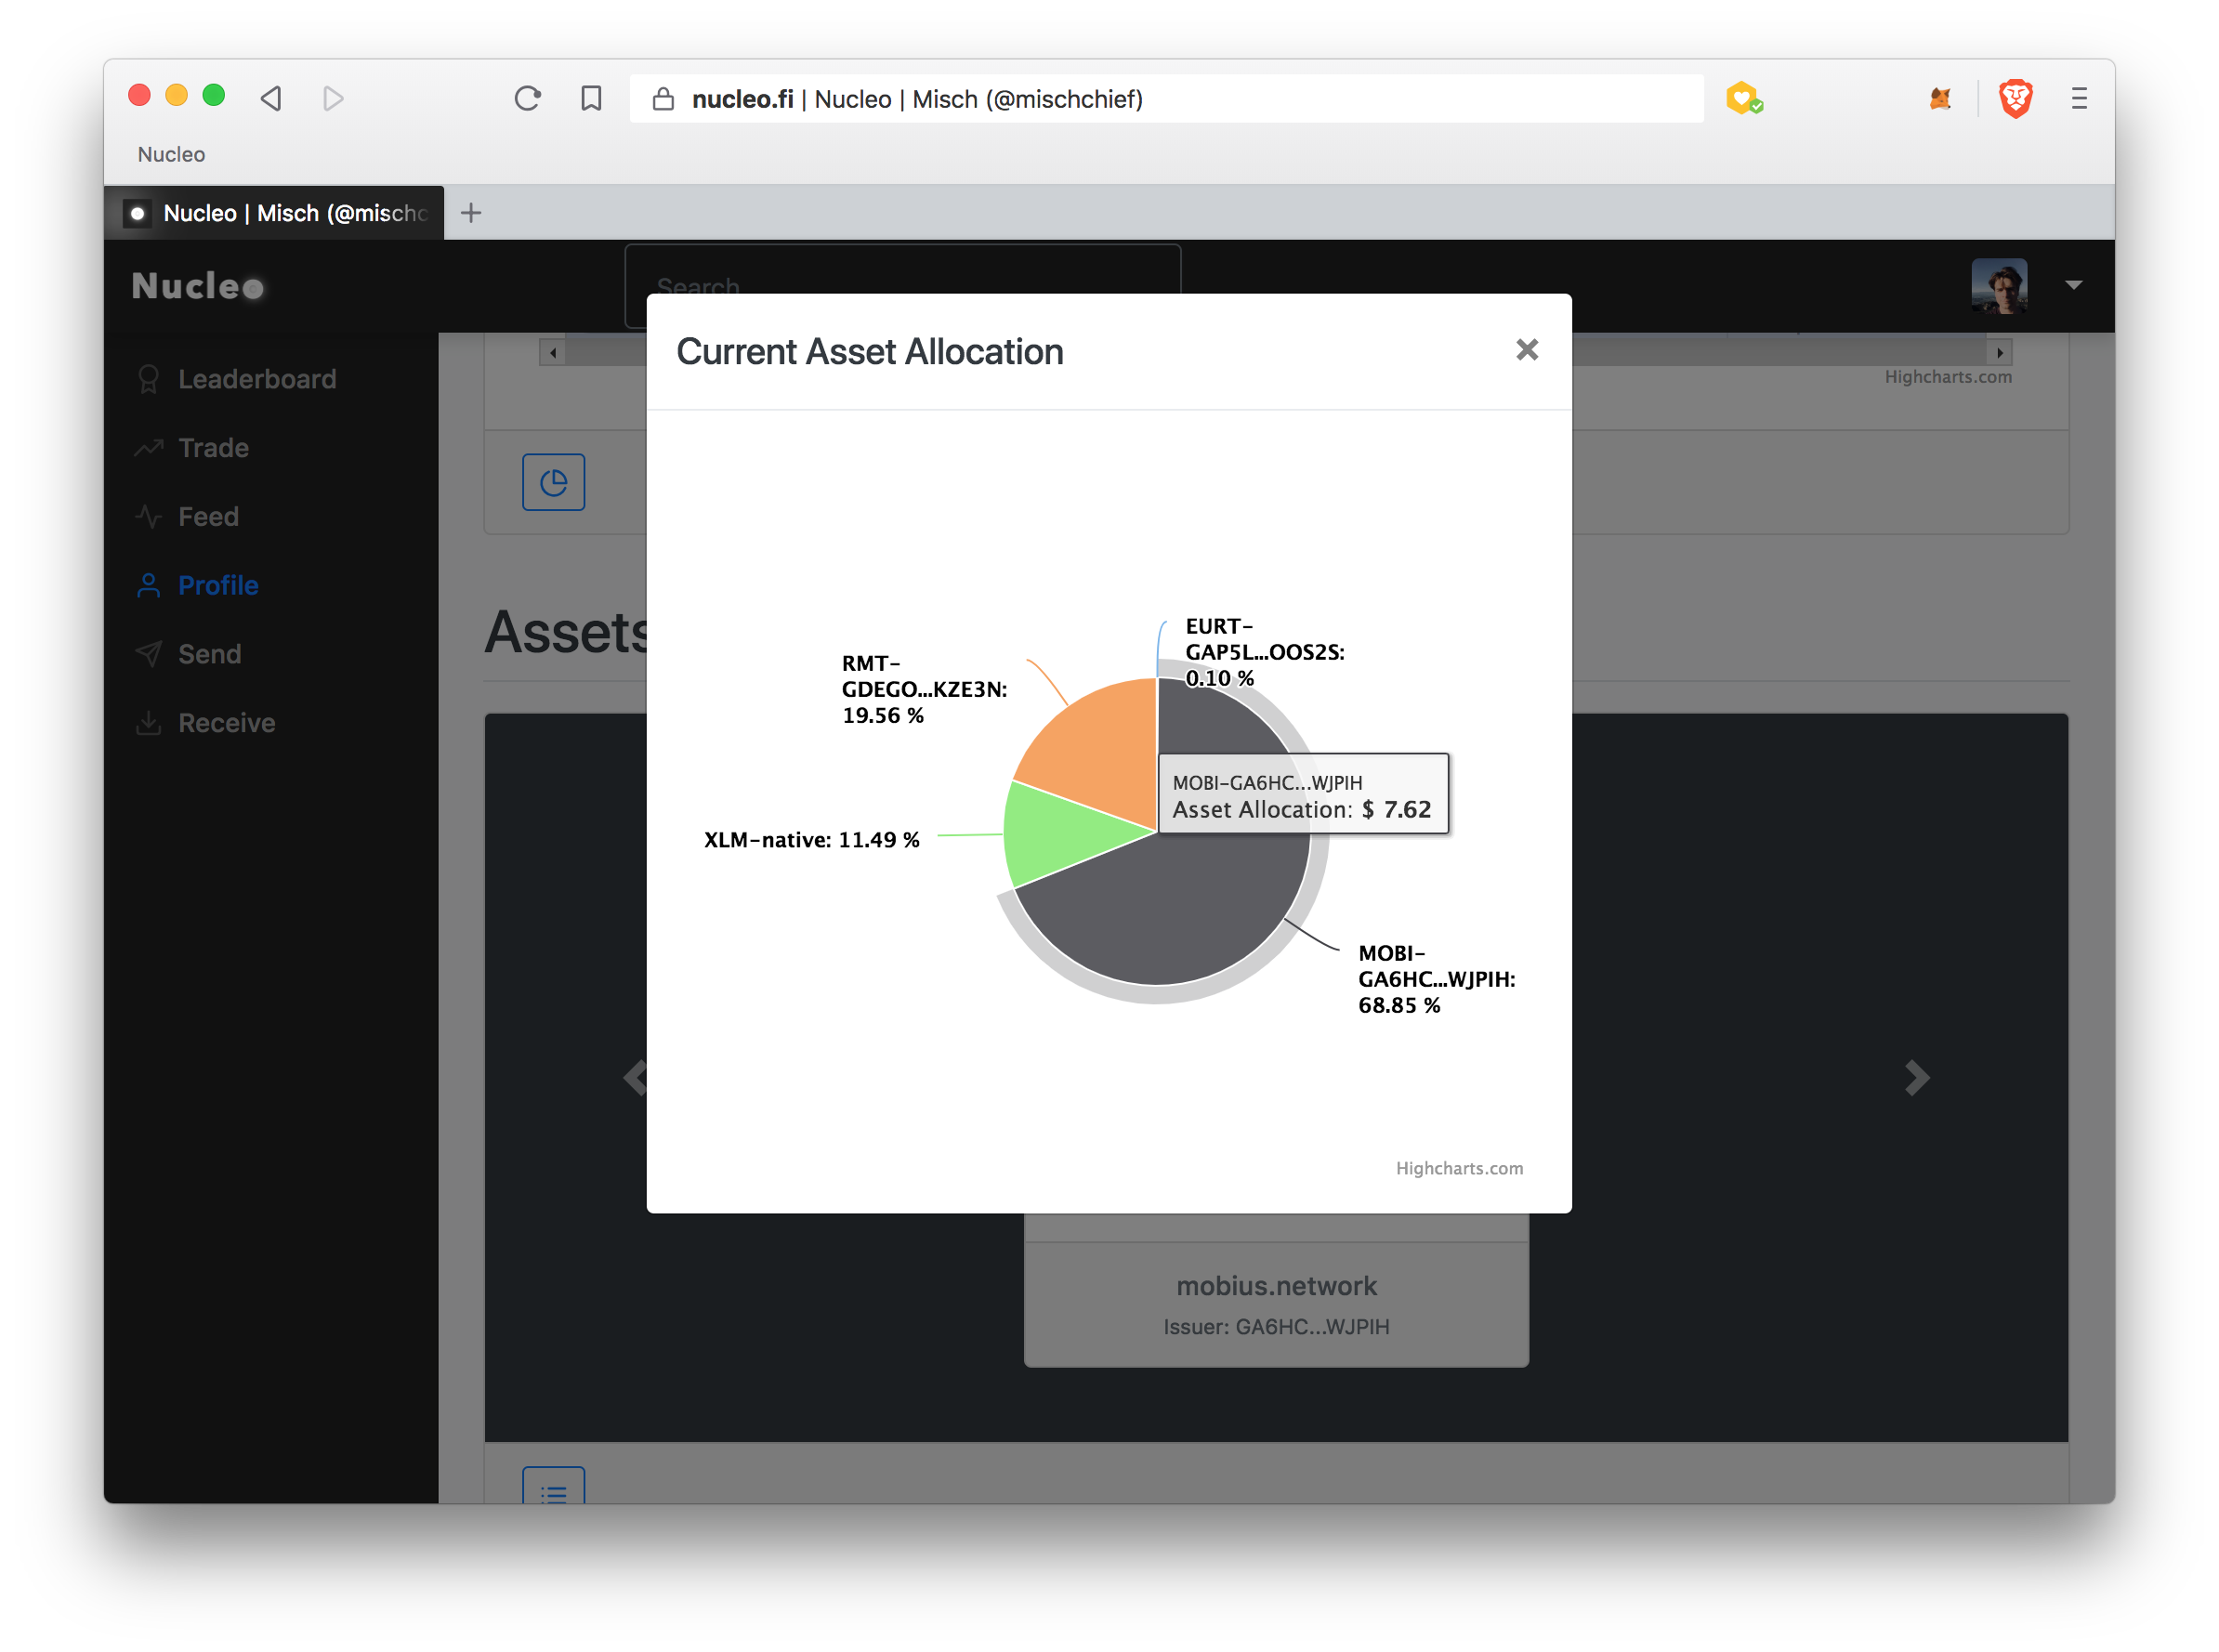 nucleo.fi | Nucleo | Misch (@mischchief)
Nucleo
Nucleo | Misch (@mischc
Nucleo
Search
Current Asset Allocation
Highcharts.com
Leaderboard
Trade
Feed
Profile
Send
Receive
Assets
EURT-
GAP5L...OOS2S:
0.10 %
RMT-
GDEGO...KZE3N:
19.56 %
MOBI-GA6HC...WJPIH
Asset Allocation: $ 7.62
XLM-native: 11.49 %
MOBI-
GA6HC...WJPIH:
68.85 %
Highcharts.com
mobius.network
Issuer: GA6HC...WJPIH